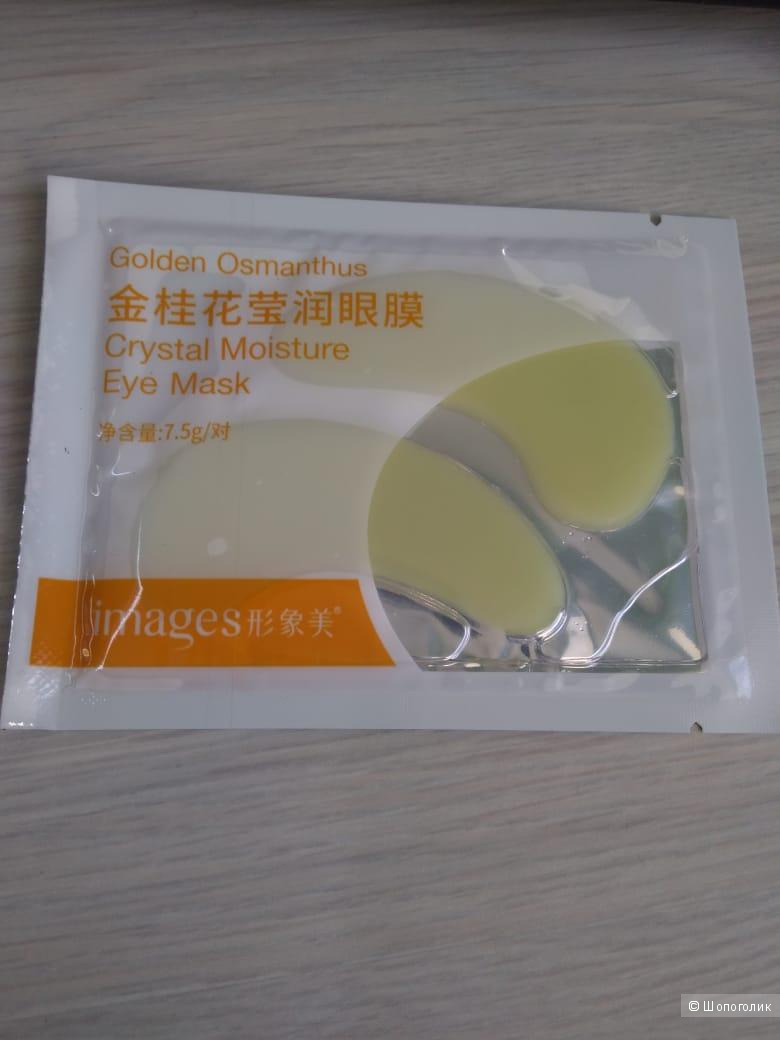 Golden Osmanthus
金桂花莹润眼膜
Crystal Moisture
Eye Mask
净含量:7.5g/对
images形象美®
© Шопоголик